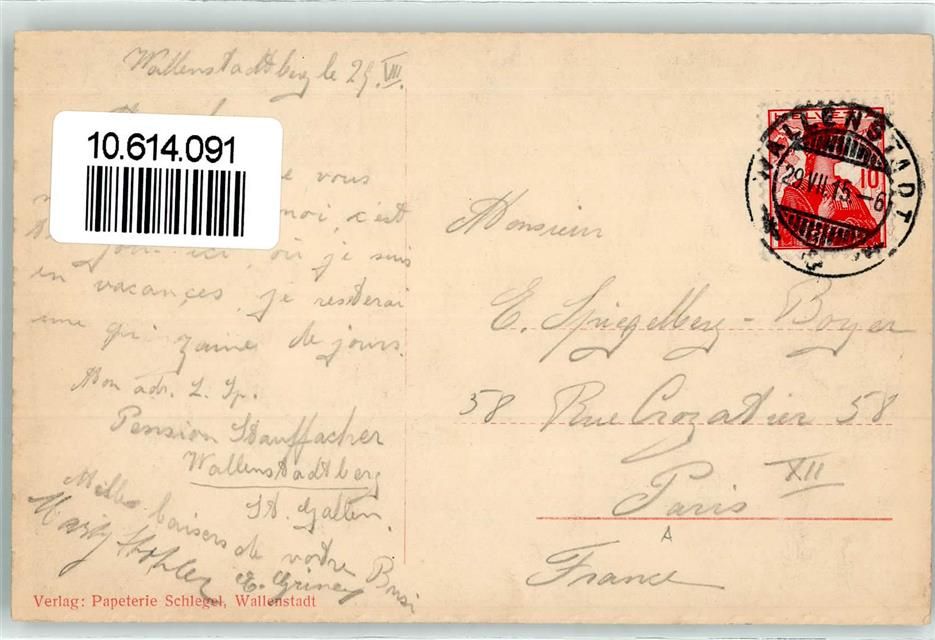 Wallenstadtberg le 29.VII.
10.614.091
vous
moi, c'est
ici, où je suis
en vacances, je resterai
une quinzaine de jours.
Mon adr. L. Sp.
Pension Stauffacher
Wallenstadtberg
St. Gallen.
Milles baisers de votre
E.
Verlag: Papeterie Schlegel, Wallenstadt
HELVETIA
10
WALLENSTADT
29.VII.15-6
Monsieur
E. Spiegelberg-Boyer
58 Rue Crozatier 58
Paris XII
France